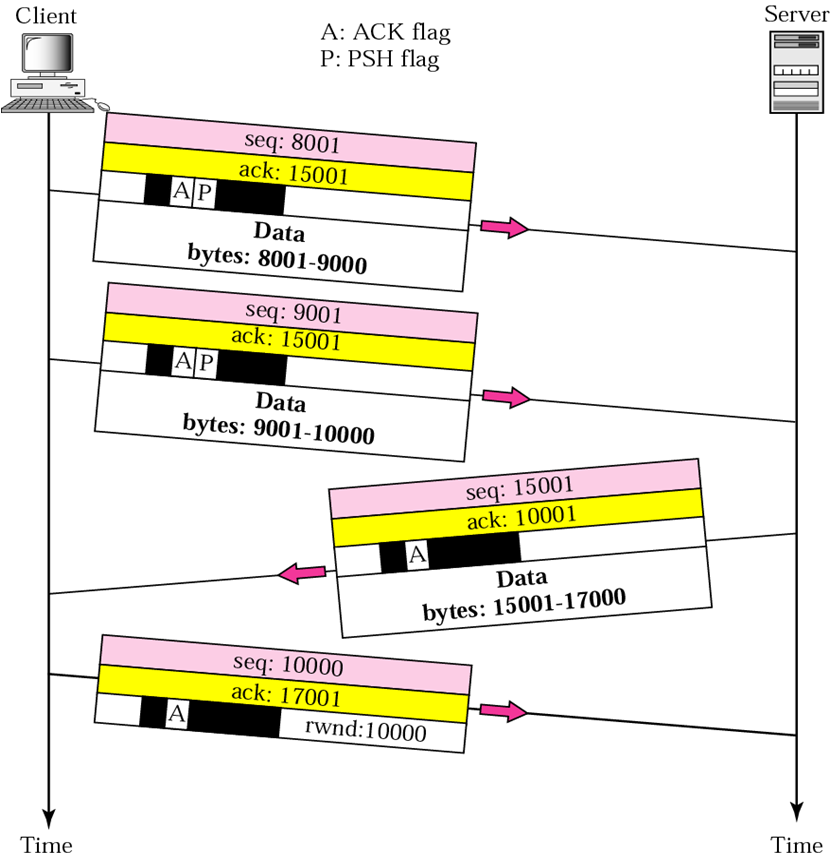 Client
Server
A: ACK flag
P: PSH flag
seq: 8001
ack: 15001
A P
Data
bytes: 8001-9000
seq: 9001
ack: 15001
A P
Data
bytes: 9001-10000
seq: 15001
ack: 10001
A
Data
bytes: 15001-17000
seq: 10000
ack: 17001
A rwnd:10000
Time
Time